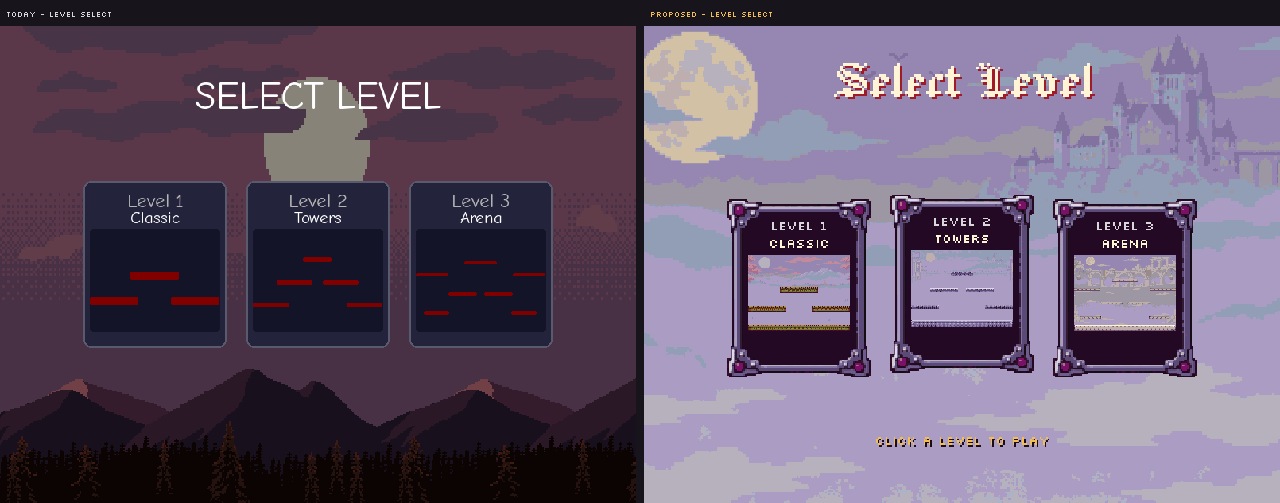 TODAY - LEVEL SELECT
SELECT LEVEL
Level 1
Classic
Level 2
Towers
Level 3
Arena
PROPOSED - LEVEL SELECT
Select Level
LEVEL 1
CLASSIC
LEVEL 2
TOWERS
LEVEL 3
ARENA
CLICK A LEVEL TO PLAY